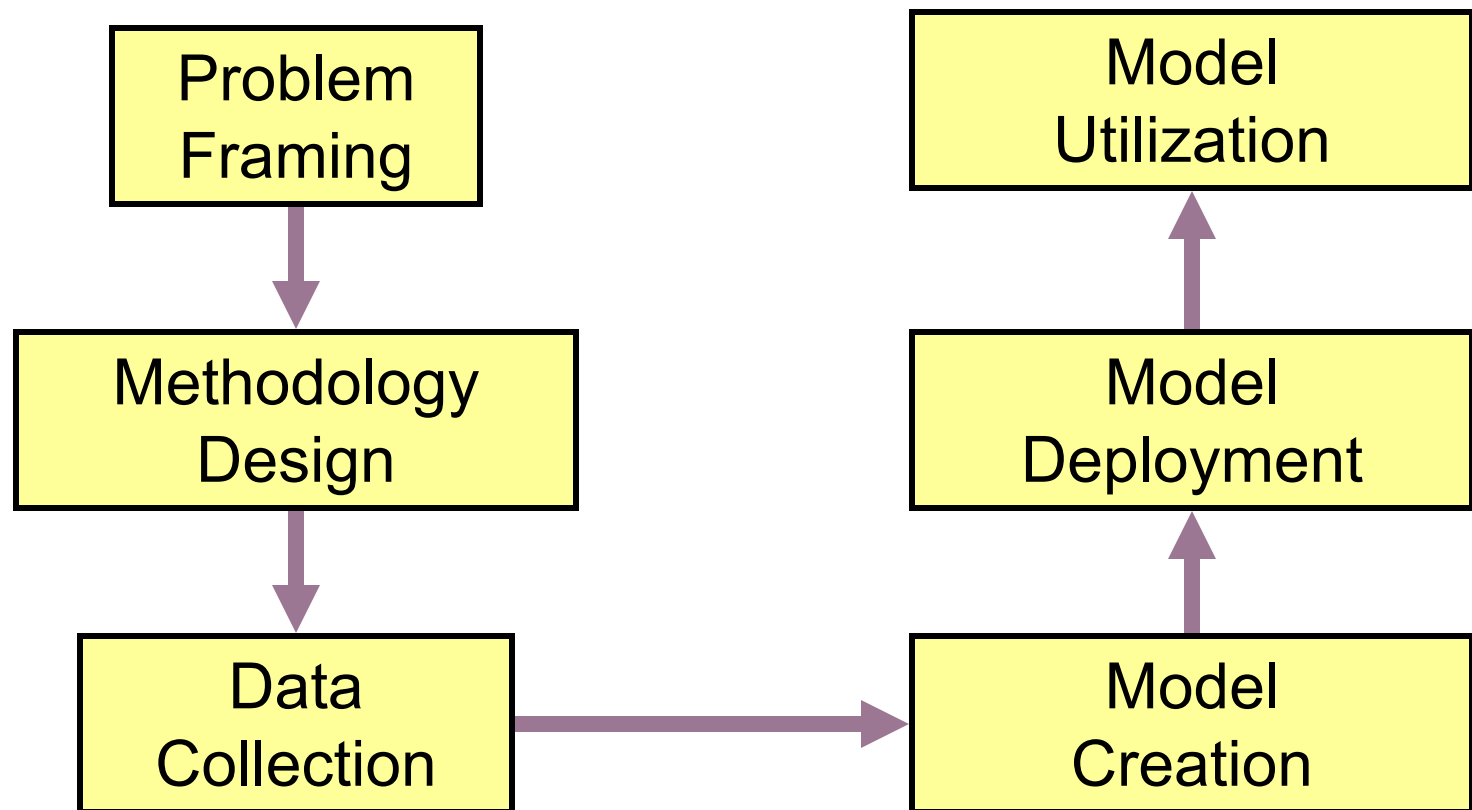 Problem
Framing
Methodology
Design
Data
Collection
Model
Creation
Model
Deployment
Model
Utilization